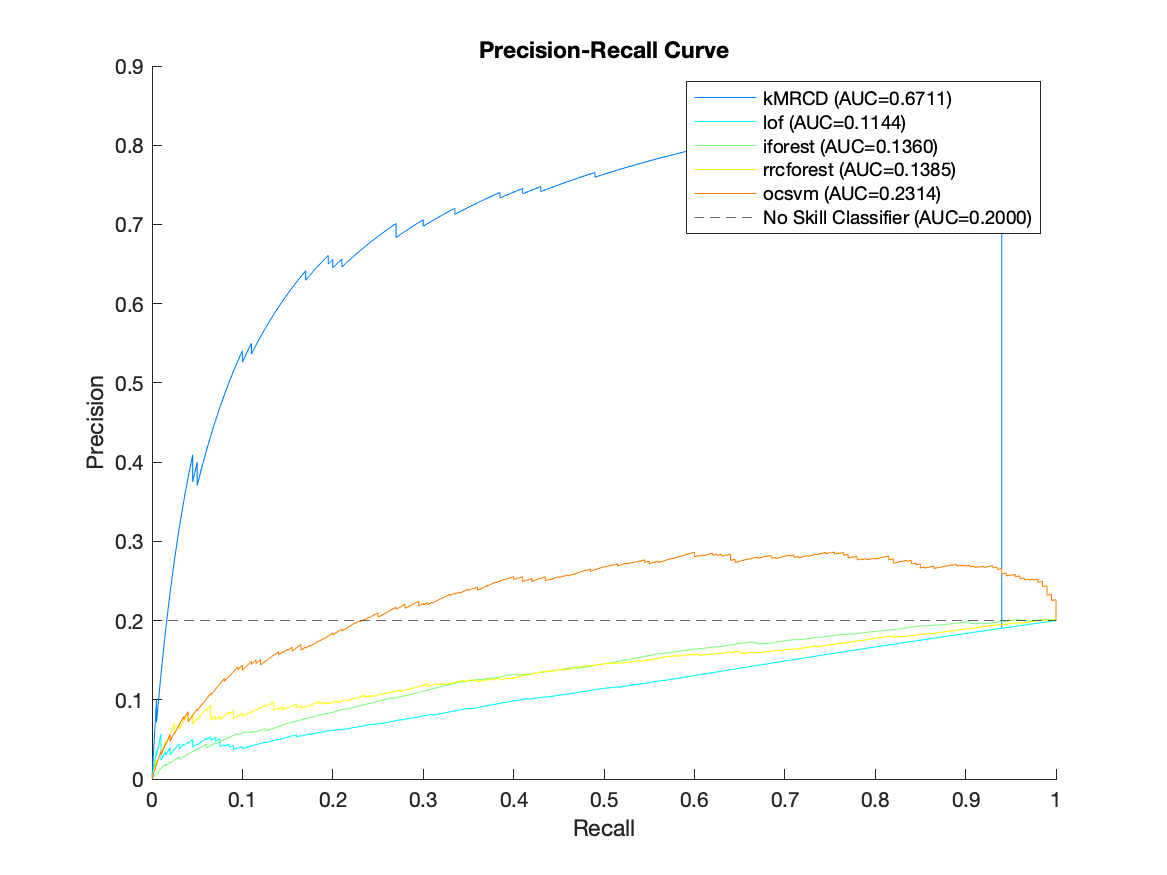 Precision-Recall Curve
kMRCD (AUC=0.6711)
lof (AUC=0.1144)
iforest (AUC=0.1360)
rrcforest (AUC=0.1385)
ocsvm (AUC=0.2314)
No Skill Classifier (AUC=0.2000)
Precision
0.9
0.8
0.7
0.6
0.5
0.4
0.3
0.2
0.1
0
0 0.1 0.2 0.3 0.4 0.5 0.6 0.7 0.8 0.9 1
Recall